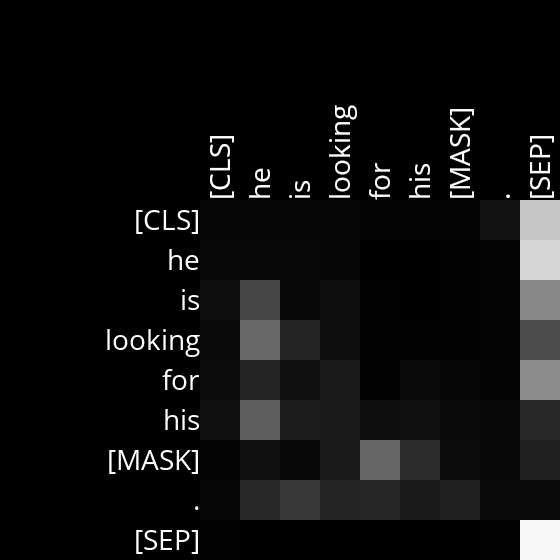 [CLS] he is looking for his [MASK] . [SEP]
[CLS]
he
is
looking
for
his
[MASK]
.
[SEP]